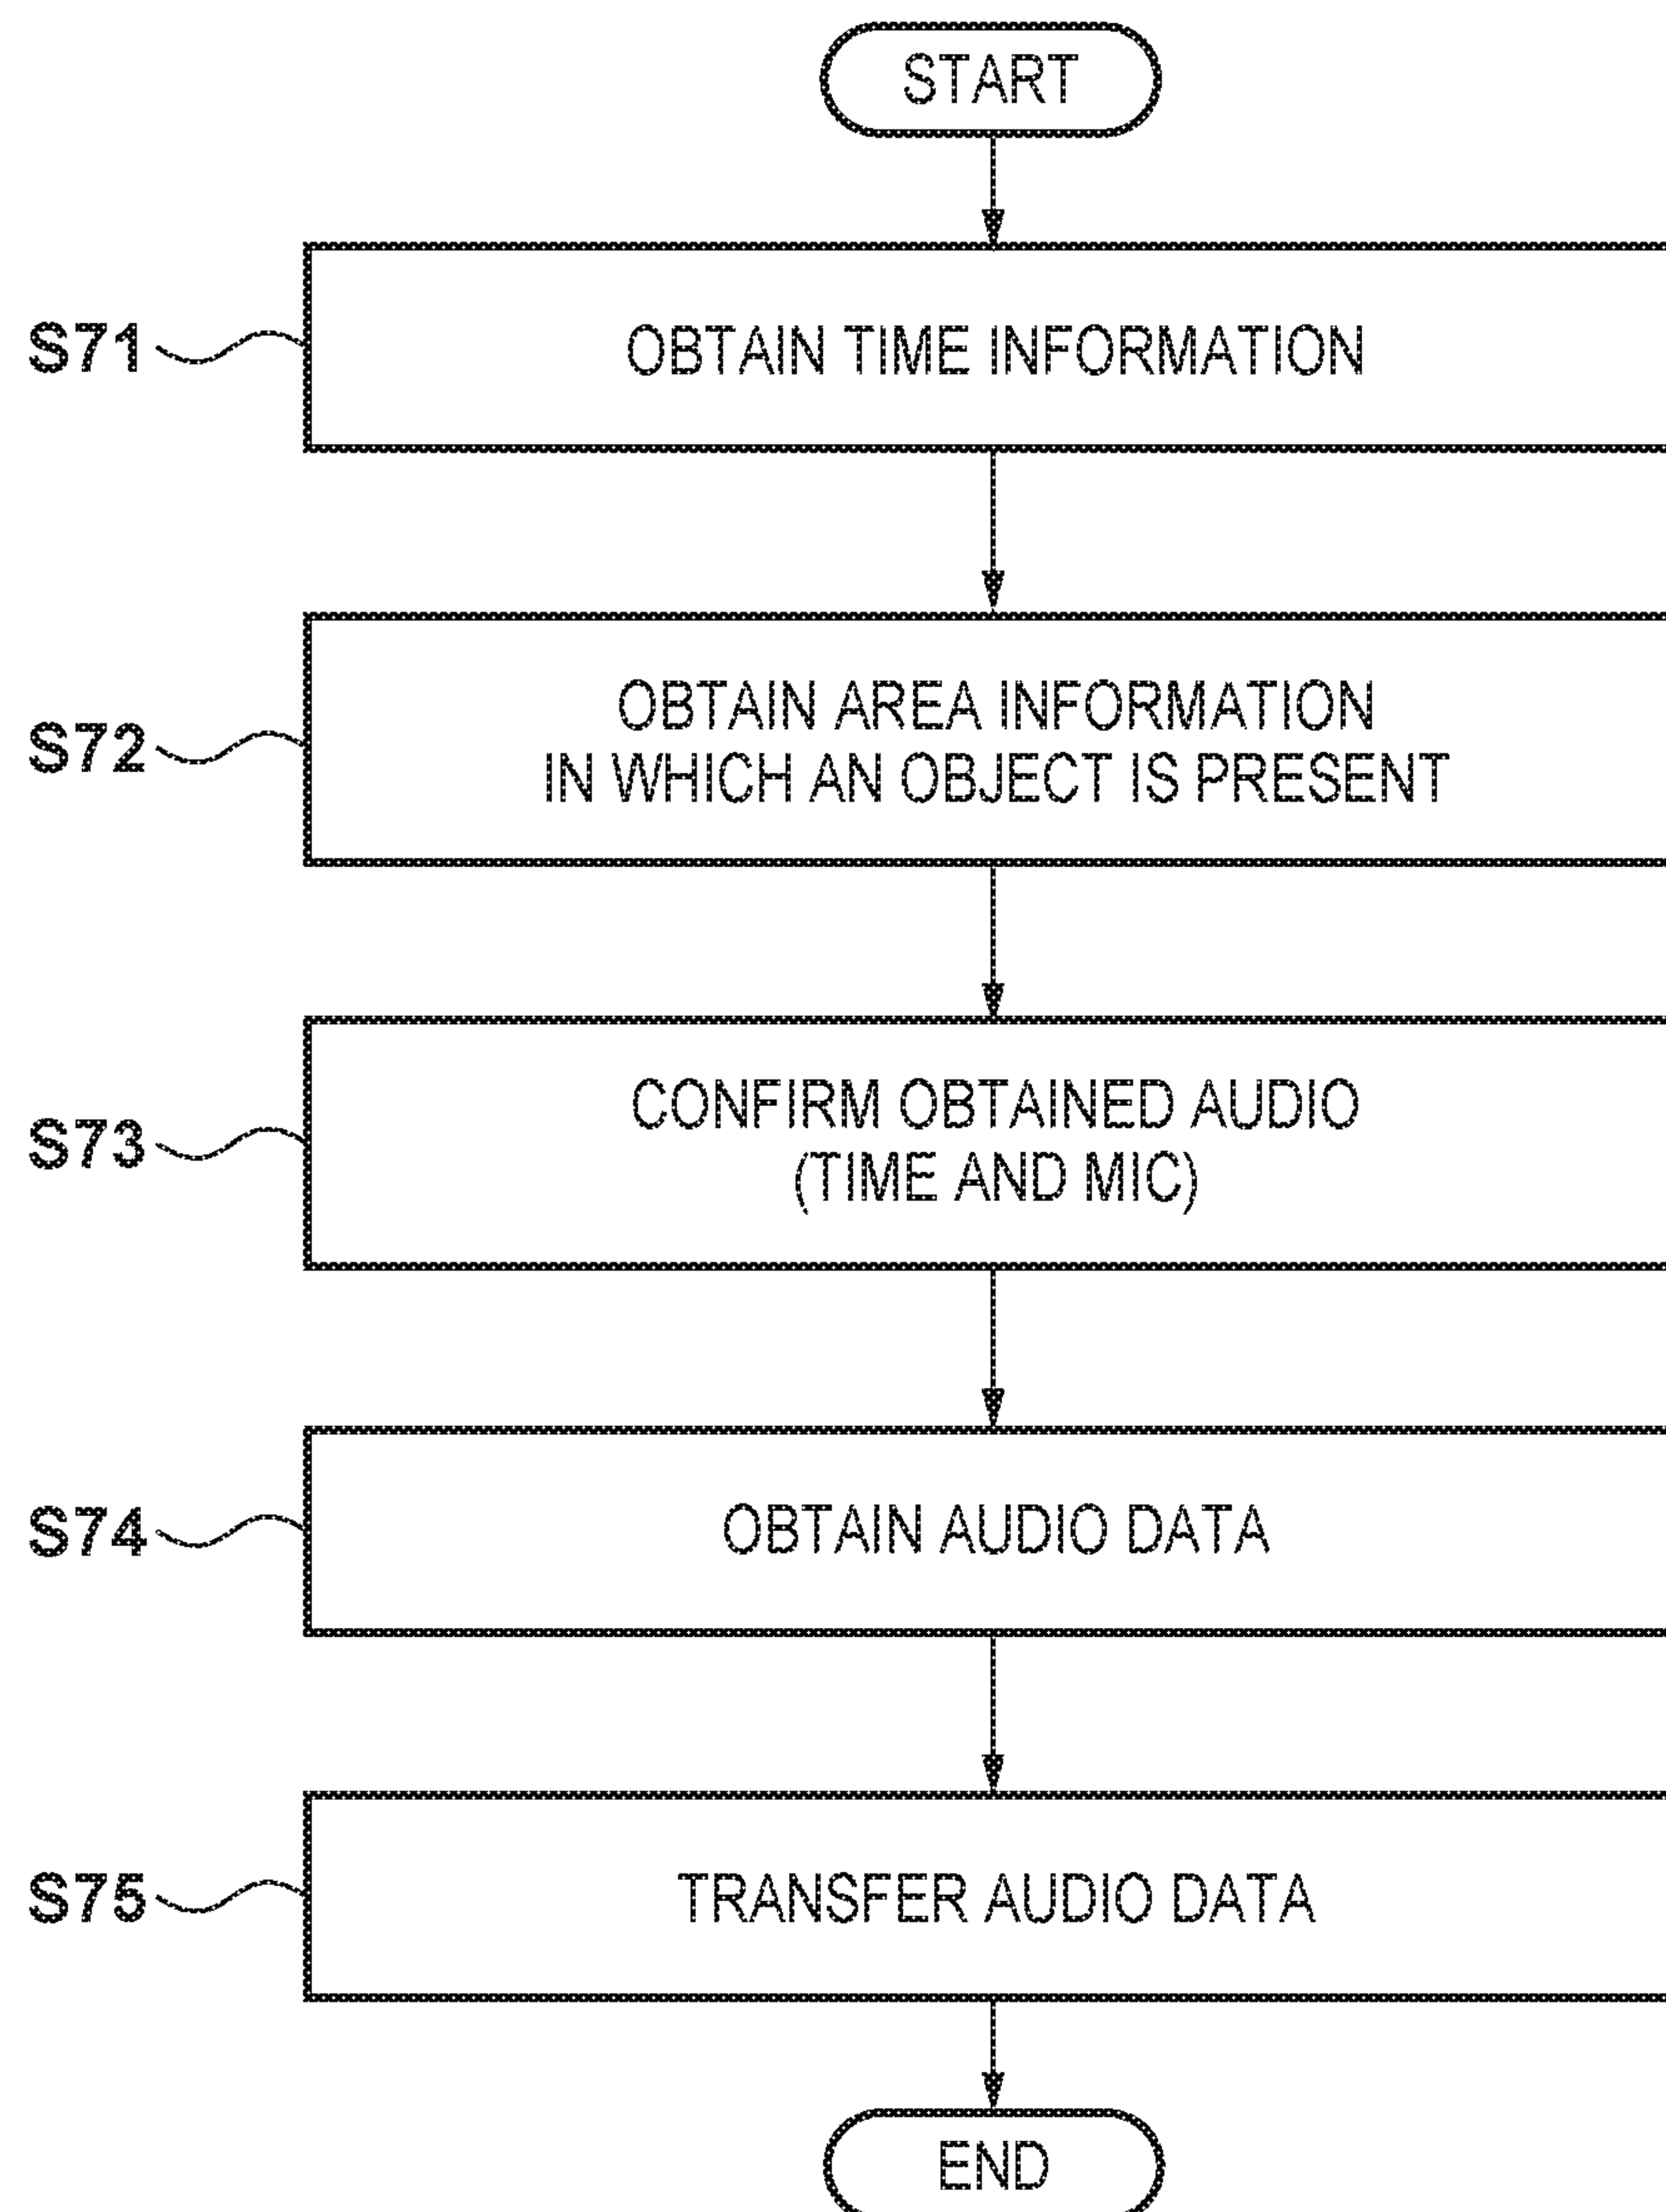 START
S71
OBTAIN TIME INFORMATION
S72
OBTAIN AREA INFORMATION
IN WHICH AN OBJECT IS PRESENT
S73
CONFIRM OBTAINED AUDIO
(TIME AND MIC)
S74
OBTAIN AUDIO DATA
S75
TRANSFER AUDIO DATA
END